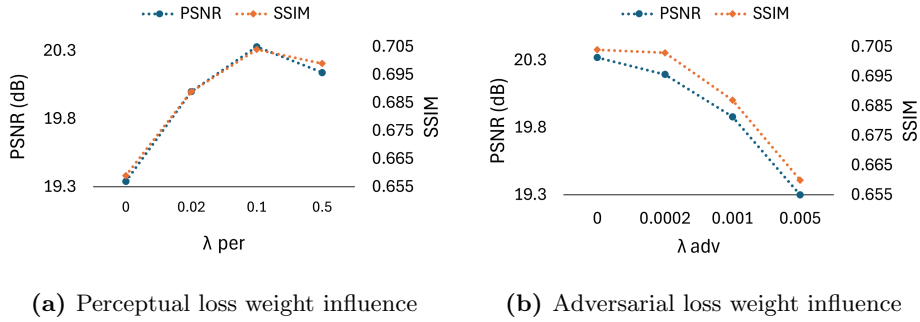 PSNR SSIM
PSNR (dB)
20.3
19.8
19.3
0.705
0.695
0.685
0.675
0.665
0.655
SSIM
0 0.02 0.1 0.5
λ per
(a) Perceptual loss weight influence
PSNR SSIM
PSNR (dB)
20.3
19.8
19.3
0.705
0.695
0.685
0.675
0.665
0.655
SSIM
0 0.0002 0.001 0.005
λ adv
(b) Adversarial loss weight influence